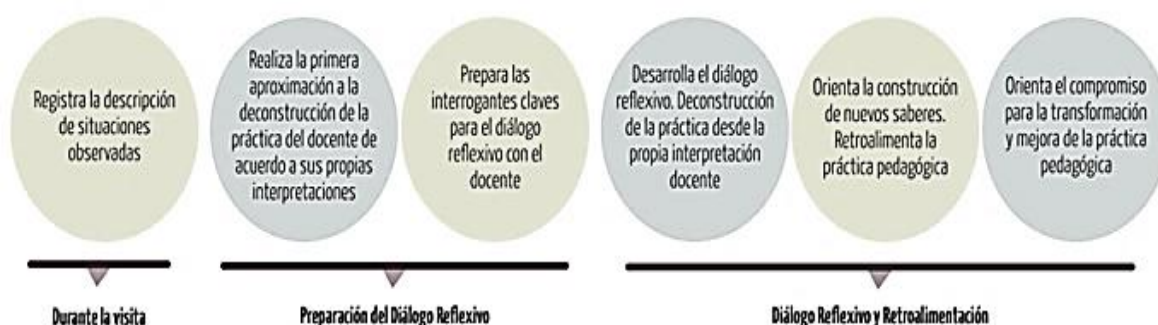 Registra la descripción
de situaciones
observadas
Realiza la primera
aproximación a la
deconstrucción de la
práctica del docente de
acuerdo a sus propias
interpretaciones
Prepara las
interrogantes claves
para el diálogo
reflexivo con el
docente
Desarrolla el diálogo
reflexivo. Deconstrucción
de la práctica desde la
propia interpretación
docente
Orienta la construcción
de nuevos saberes.
Retroalimenta la
práctica pedagógica
Orienta el compromiso
para la transformación
y mejora de la práctica
pedagógica
Durante la visita
Preparación del Diálogo Reflexivo
Diálogo Reflexivo y Retroalimentación